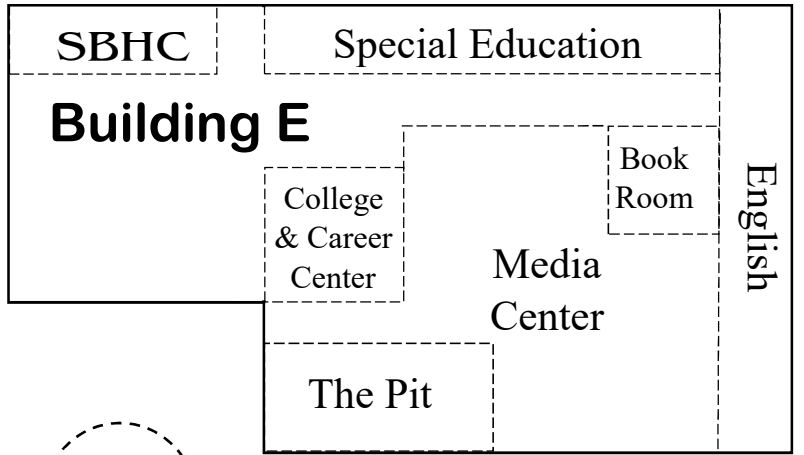 SBHC
Special Education
Building E
Book
Room
College
& Career
Center
English
Media
Center
The Pit